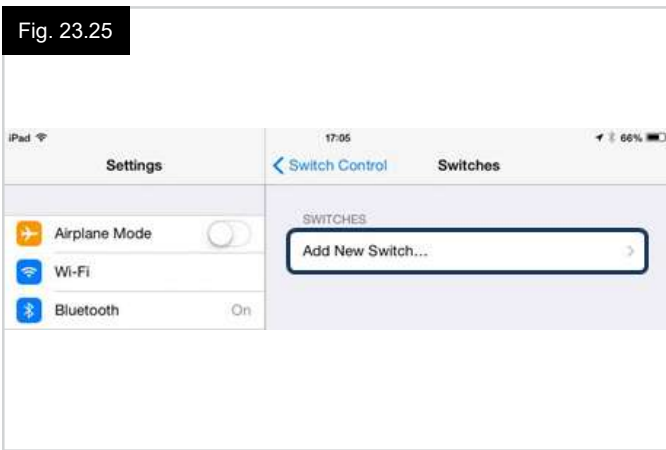 Fig. 23.25
iPad 17:05 66%
Settings
Switch Control Switches
SWITCHES
Add New Switch...
Airplane Mode
Wi-Fi
Bluetooth On